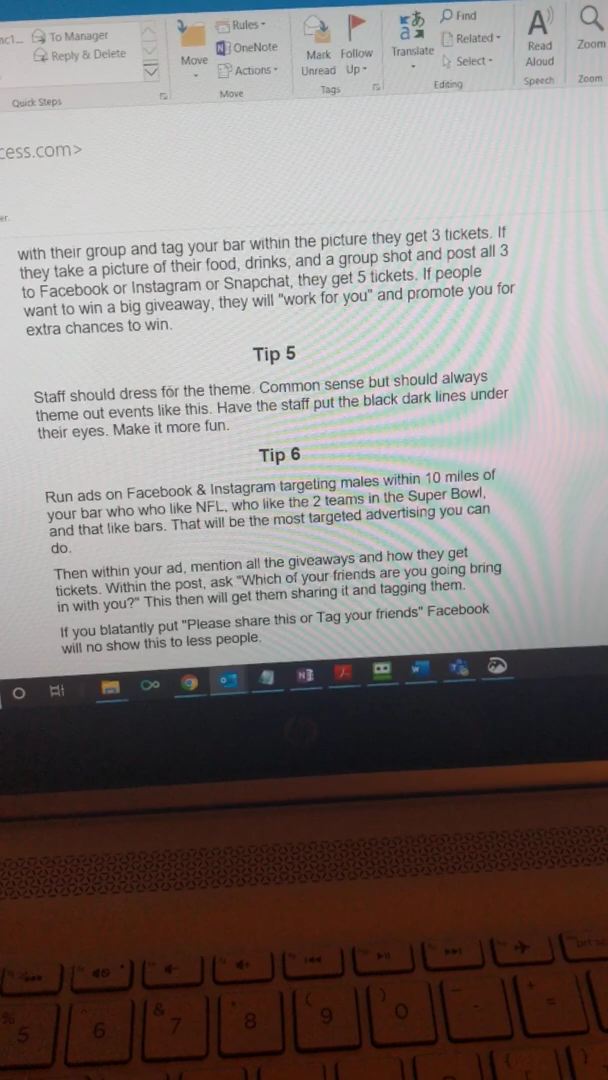 To Manager
Reply & Delete
Quick Steps
Move
Rules
OneNote
Actions
Move
Mark Unread
Follow Up
Tags
Translate
Find
Related
Select
Editing
Read Aloud
Speech
Zoom
Zoom
cess.com>
er.
with their group and tag your bar within the picture they get 3 tickets. If
they take a picture of their food, drinks, and a group shot and post all 3
to Facebook or Instagram or Snapchat, they get 5 tickets. If people
want to win a big giveaway, they will "work for you" and promote you for
extra chances to win.
Tip 5
Staff should dress for the theme. Common sense but should always
theme out events like this. Have the staff put the black dark lines under
their eyes. Make it more fun.
Tip 6
Run ads on Facebook & Instagram targeting males within 10 miles of
your bar who who like NFL, who like the 2 teams in the Super Bowl,
and that like bars. That will be the most targeted advertising you can
do.
Then within your ad, mention all the giveaways and how they get
tickets. Within the post, ask "Which of your friends are you going bring
in with you?" This then will get them sharing it and tagging them.
If you blatantly put "Please share this or Tag your friends" Facebook
will no show this to less people.
% 5
6
& 7
* 8
( 9
) 0
-
+ =